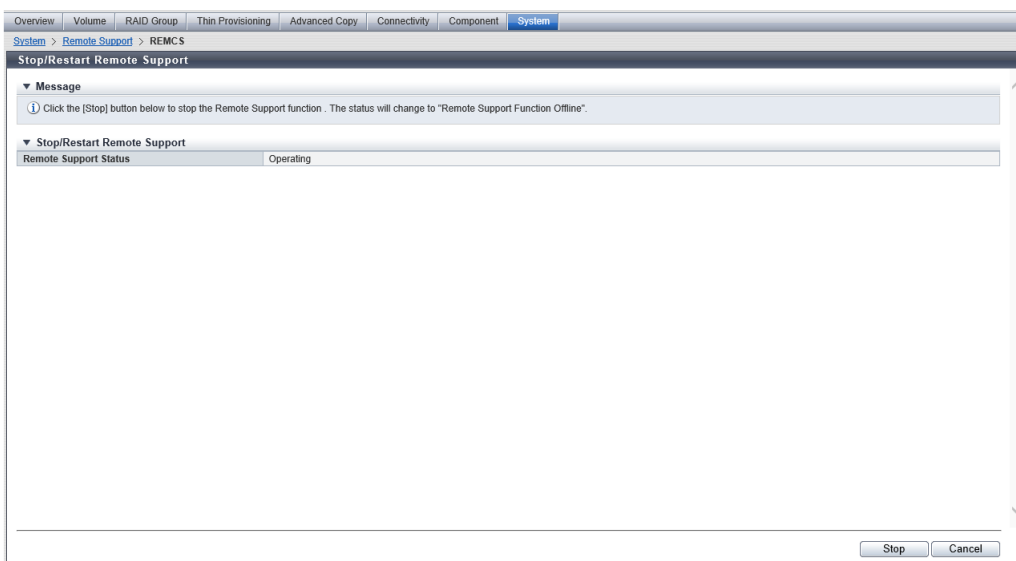 Overview Volume RAID Group Thin Provisioning Advanced Copy Connectivity Component System
System > Remote Support > REMCS
Stop/Restart Remote Support
▼ Message
Click the [Stop] button below to stop the Remote Support function . The status will change to "Remote Support Function Offline".
▼ Stop/Restart Remote Support
Remote Support Status Operating
Stop Cancel